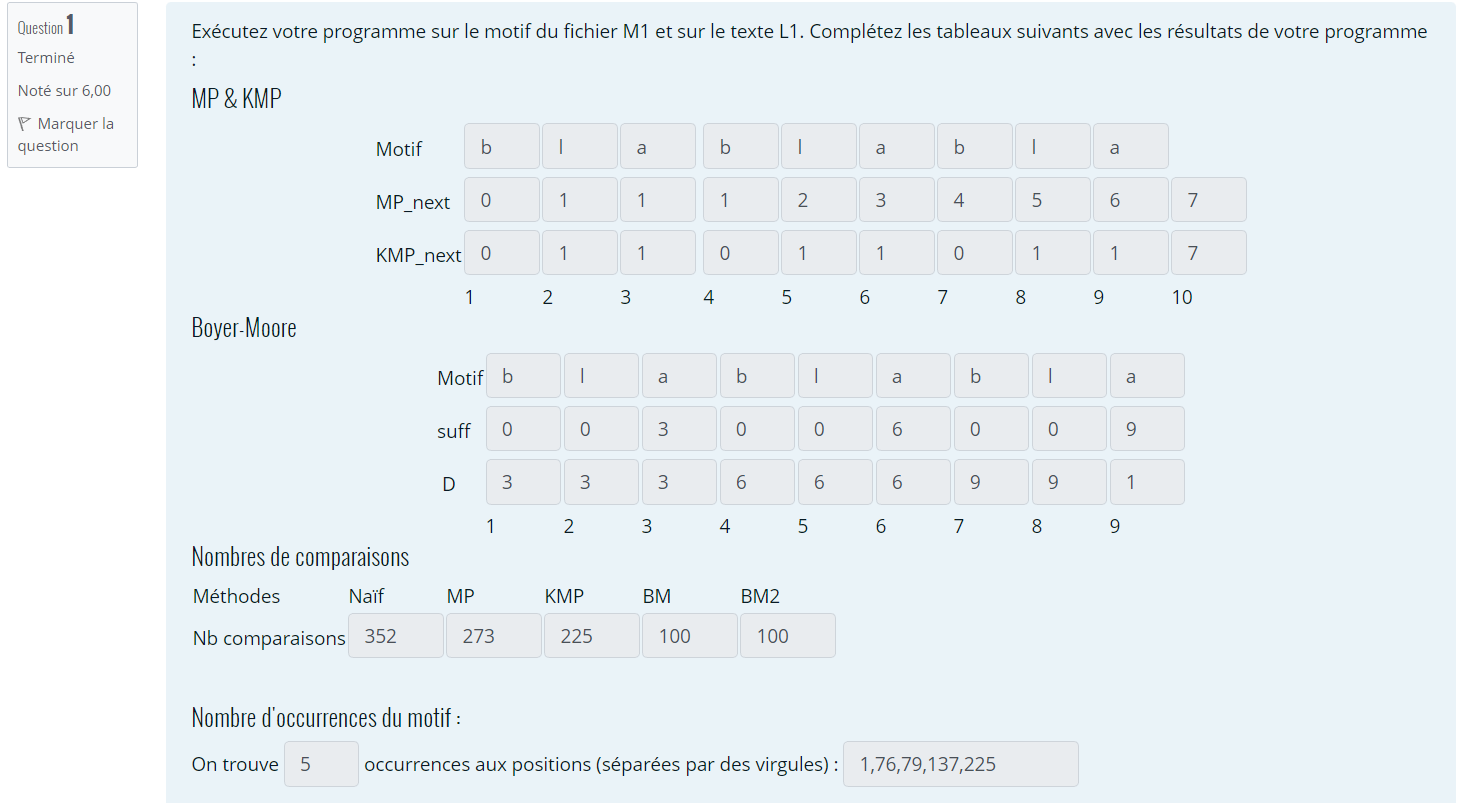 Question 1
Terminé
Noté sur 6,00
Marquer la
question
Exécutez votre programme sur le motif du fichier M1 et sur le texte L1. Complétez les tableaux suivants avec les résultats de votre programme
:
MP & KMP
Motif b l a b l a b l a
MP_next 0 1 1 1 2 3 4 5 6 7
KMP_next 0 1 1 0 1 1 0 1 1 7
1 2 3 4 5 6 7 8 9 10
Boyer-Moore
Motif b l a b l a b l a
suff 0 0 3 0 0 6 0 0 9
D 3 3 3 6 6 6 9 9 1
1 2 3 4 5 6 7 8 9
Nombres de comparaisons
Méthodes Naïf MP KMP BM BM2
Nb comparaisons 352 273 225 100 100
Nombre d'occurrences du motif :
On trouve 5 occurrences aux positions (séparées par des virgules) : 1,76,79,137,225